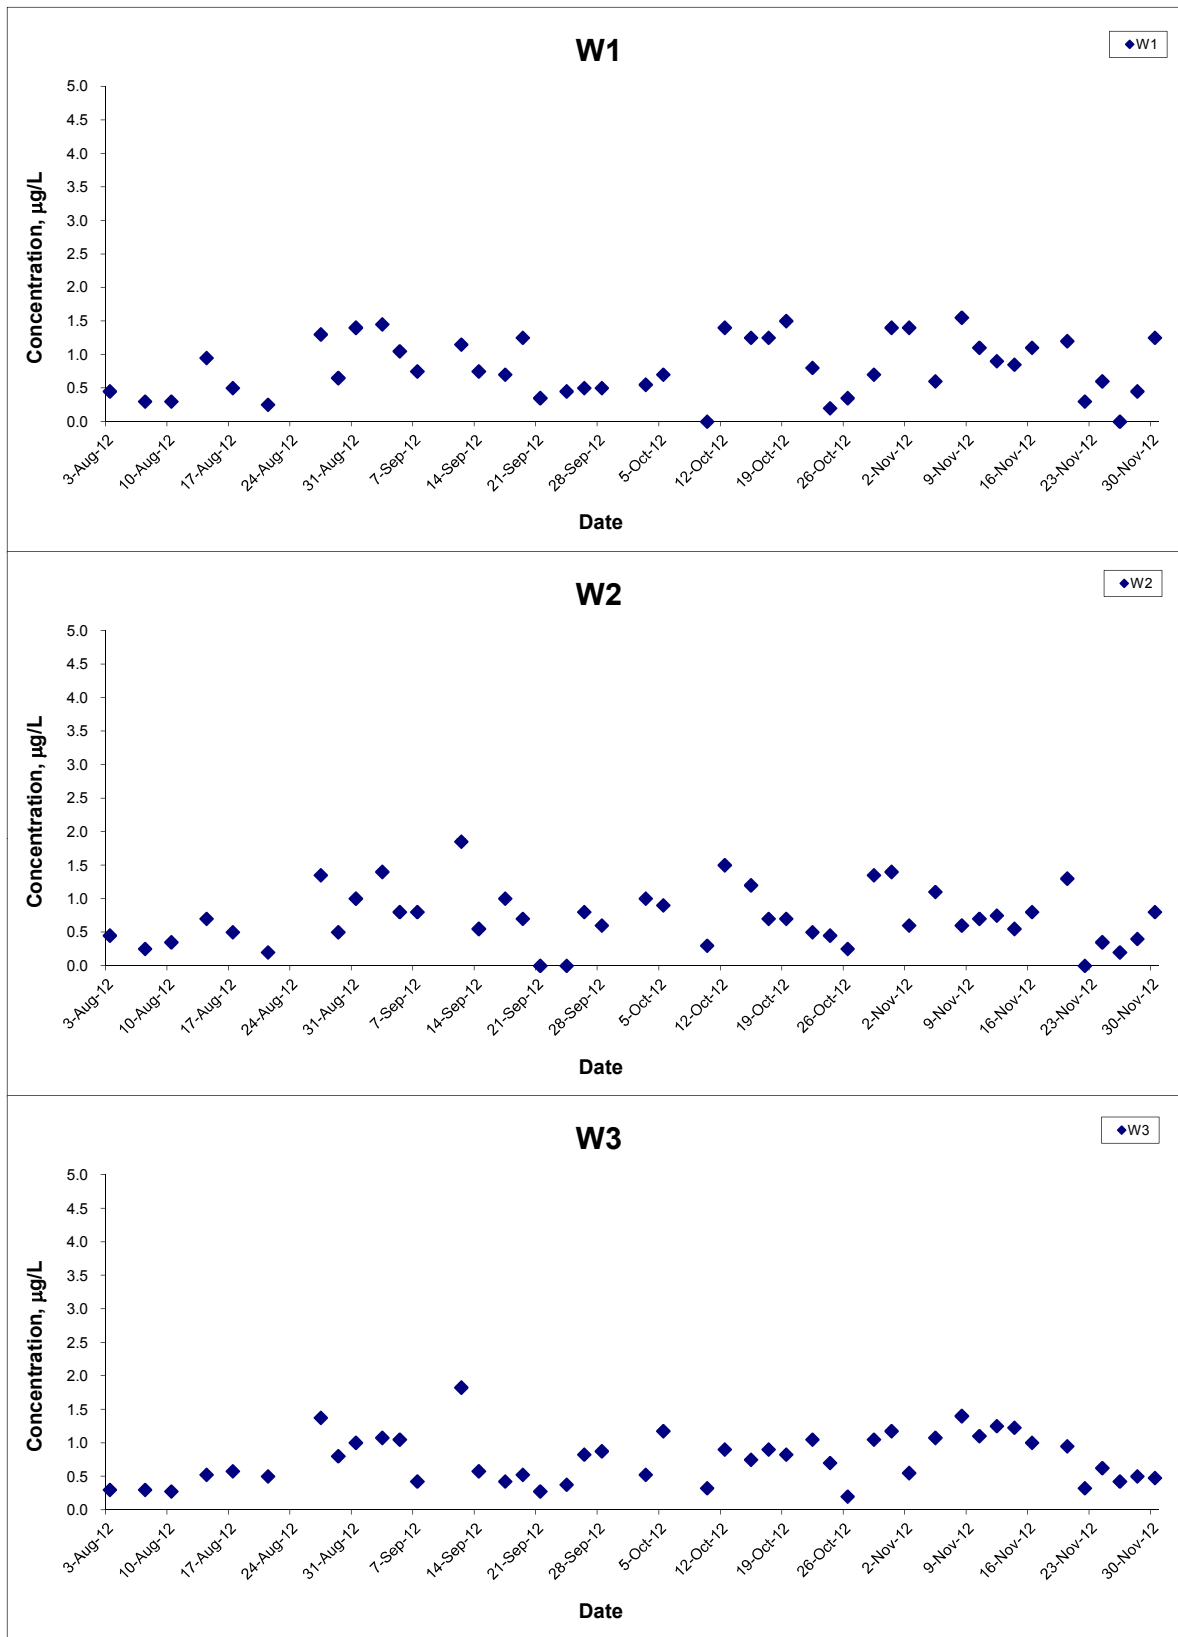 W1
W1
5.0
4.5
4.0
3.5
3.0
2.5
2.0
1.5
1.0
0.5
0.0
Concentration, µg/L
3-Aug-12
10-Aug-12
17-Aug-12
24-Aug-12
31-Aug-12
7-Sep-12
14-Sep-12
21-Sep-12
28-Sep-12
5-Oct-12
12-Oct-12
19-Oct-12
26-Oct-12
2-Nov-12
9-Nov-12
16-Nov-12
23-Nov-12
30-Nov-12
Date
W2
W2
5.0
4.5
4.0
3.5
3.0
2.5
2.0
1.5
1.0
0.5
0.0
Concentration, µg/L
3-Aug-12
10-Aug-12
17-Aug-12
24-Aug-12
31-Aug-12
7-Sep-12
14-Sep-12
21-Sep-12
28-Sep-12
5-Oct-12
12-Oct-12
19-Oct-12
26-Oct-12
2-Nov-12
9-Nov-12
16-Nov-12
23-Nov-12
30-Nov-12
Date
W3
W3
5.0
4.5
4.0
3.5
3.0
2.5
2.0
1.5
1.0
0.5
0.0
Concentration, µg/L
3-Aug-12
10-Aug-12
17-Aug-12
24-Aug-12
31-Aug-12
7-Sep-12
14-Sep-12
21-Sep-12
28-Sep-12
5-Oct-12
12-Oct-12
19-Oct-12
26-Oct-12
2-Nov-12
9-Nov-12
16-Nov-12
23-Nov-12
30-Nov-12
Date